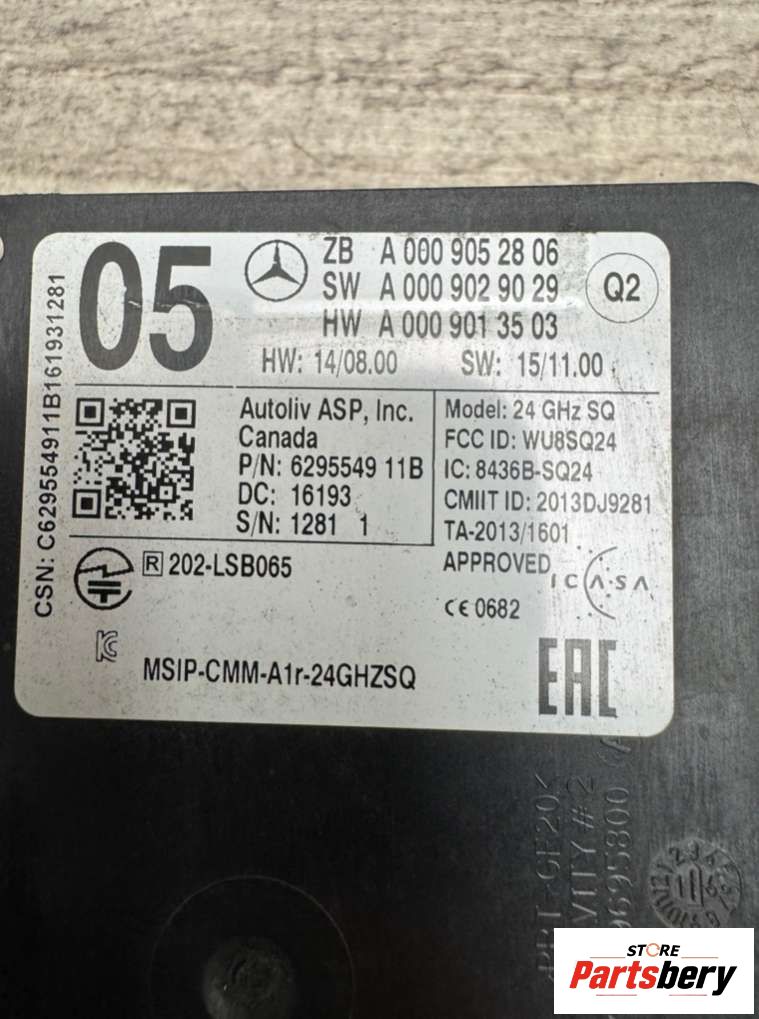 05
ZB A 000 905 28 06
SW A 000 902 90 29
HW A 000 901 35 03
Q2
HW: 14/08.00 SW: 15/11.00
CSN: C629554911B161931281
Autoliv ASP, Inc.
Canada
P/N: 6295549 11B
DC: 16193
S/N: 1281 1
Model: 24 GHz SQ
FCC ID: WU8SQ24
IC: 8436B-SQ24
CMIIT ID: 2013DJ9281
TA-2013/1601
APPROVED
ICASA
R 202-LSB065
CE 0682
MSIP-CMM-A1r-24GHZSQ
EAC
STORE
Partsbery